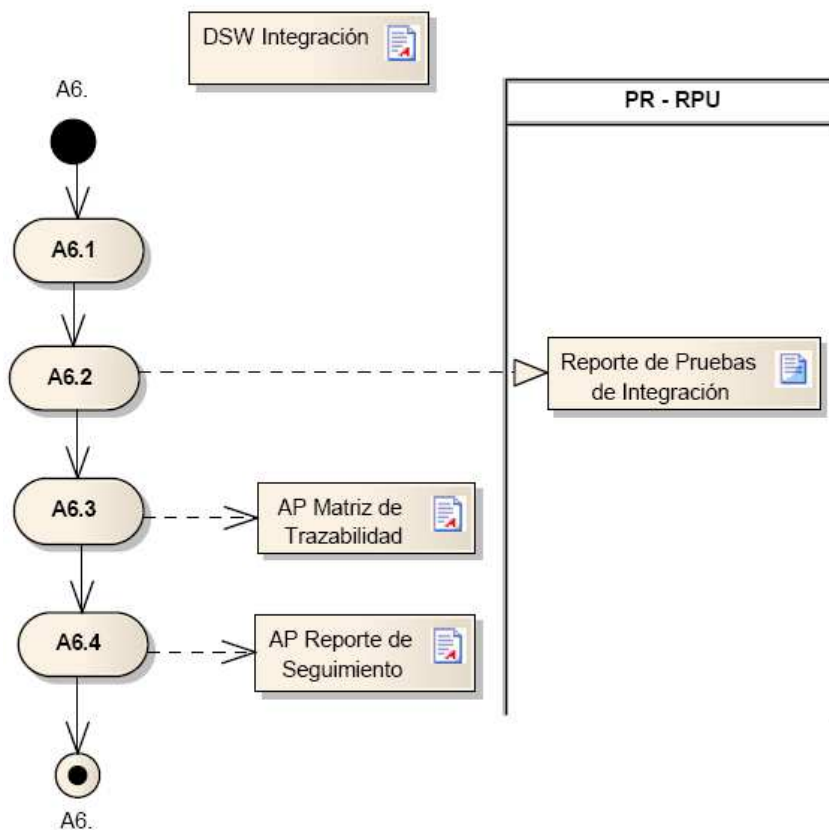 DSW Integración
A6.
PR - RPU
A6.1
A6.2
Reporte de Pruebas
de Integración
A6.3
AP Matriz de
Trazabilidad
A6.4
AP Reporte de
Seguimiento
A6.